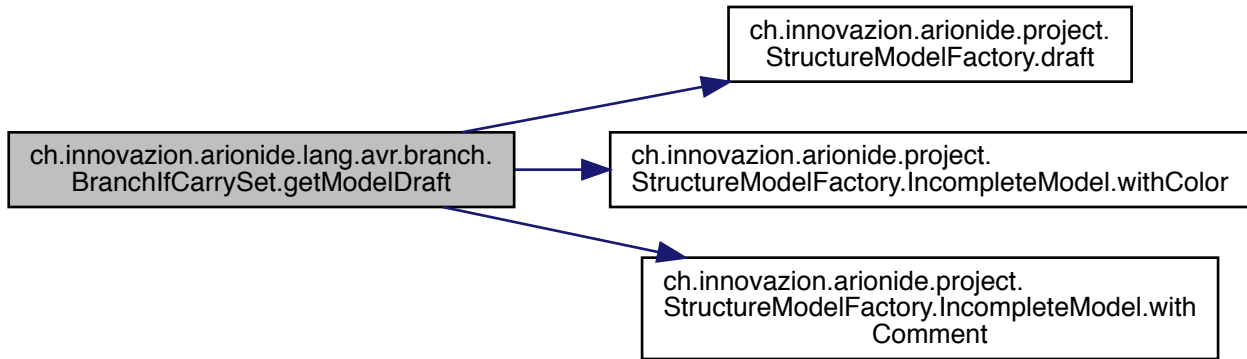 ch.innovazion.arionide.lang.avr.branch.
BranchIfCarrySet.getModelDraft
ch.innovazion.arionide.project.
StructureModelFactory.draft
ch.innovazion.arionide.project.
StructureModelFactory.IncompleteModel.withColor
ch.innovazion.arionide.project.
StructureModelFactory.IncompleteModel.with
Comment